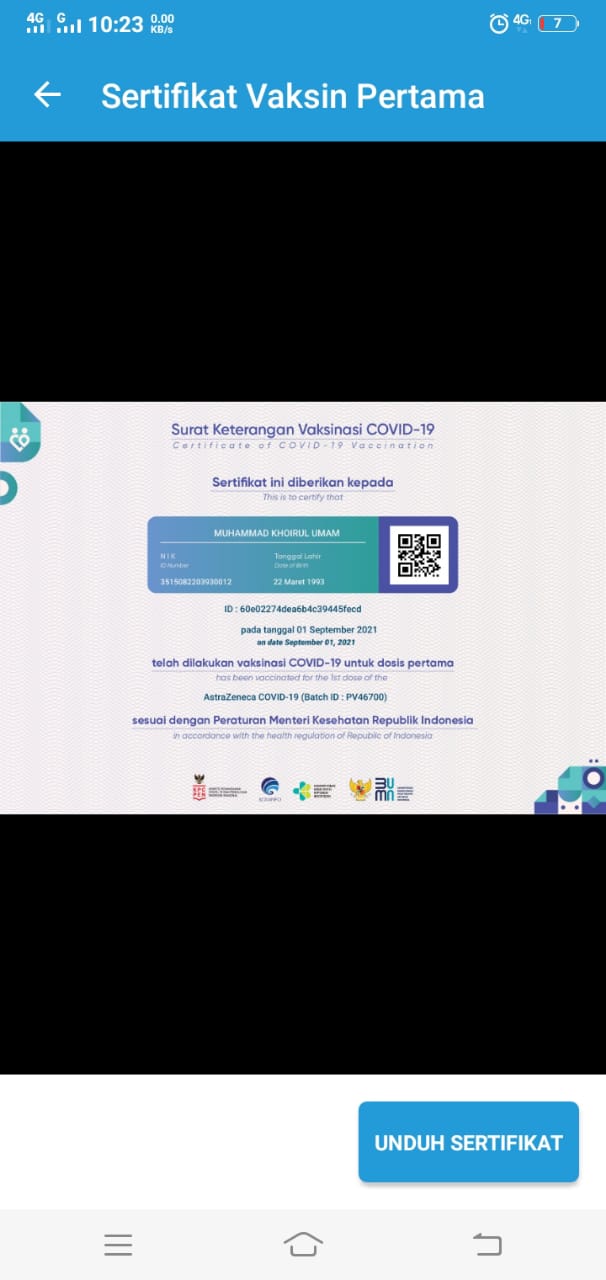 4G G 10:23 0.00 KB/s 4G 7
Sertifikat Vaksin Pertama
Surat Keterangan Vaksinasi COVID-19
Certificate of COVID-19 Vaccination
Sertifikat ini diberikan kepada
This is to certify that
MUHAMMAD KHOIRUL UMAM
NIK Tanggal Lahir
ID Number Date of Birth
3515082203930012 22 Maret 1993
ID : 60e02274dea6b4c39445fecd
pada tanggal 01 September 2021
on date September 01, 2021
telah dilakukan vaksinasi COVID-19 untuk dosis pertama
has been vaccinated for the 1st dose of the
AstraZeneca COVID-19 (Batch ID : PV46700)
sesuai dengan Peraturan Menteri Kesehatan Republik Indonesia
in accordance with the health regulation of Republic of Indonesia
KPC PEN
KOMINFO
BUMN
UNDUH SERTIFIKAT